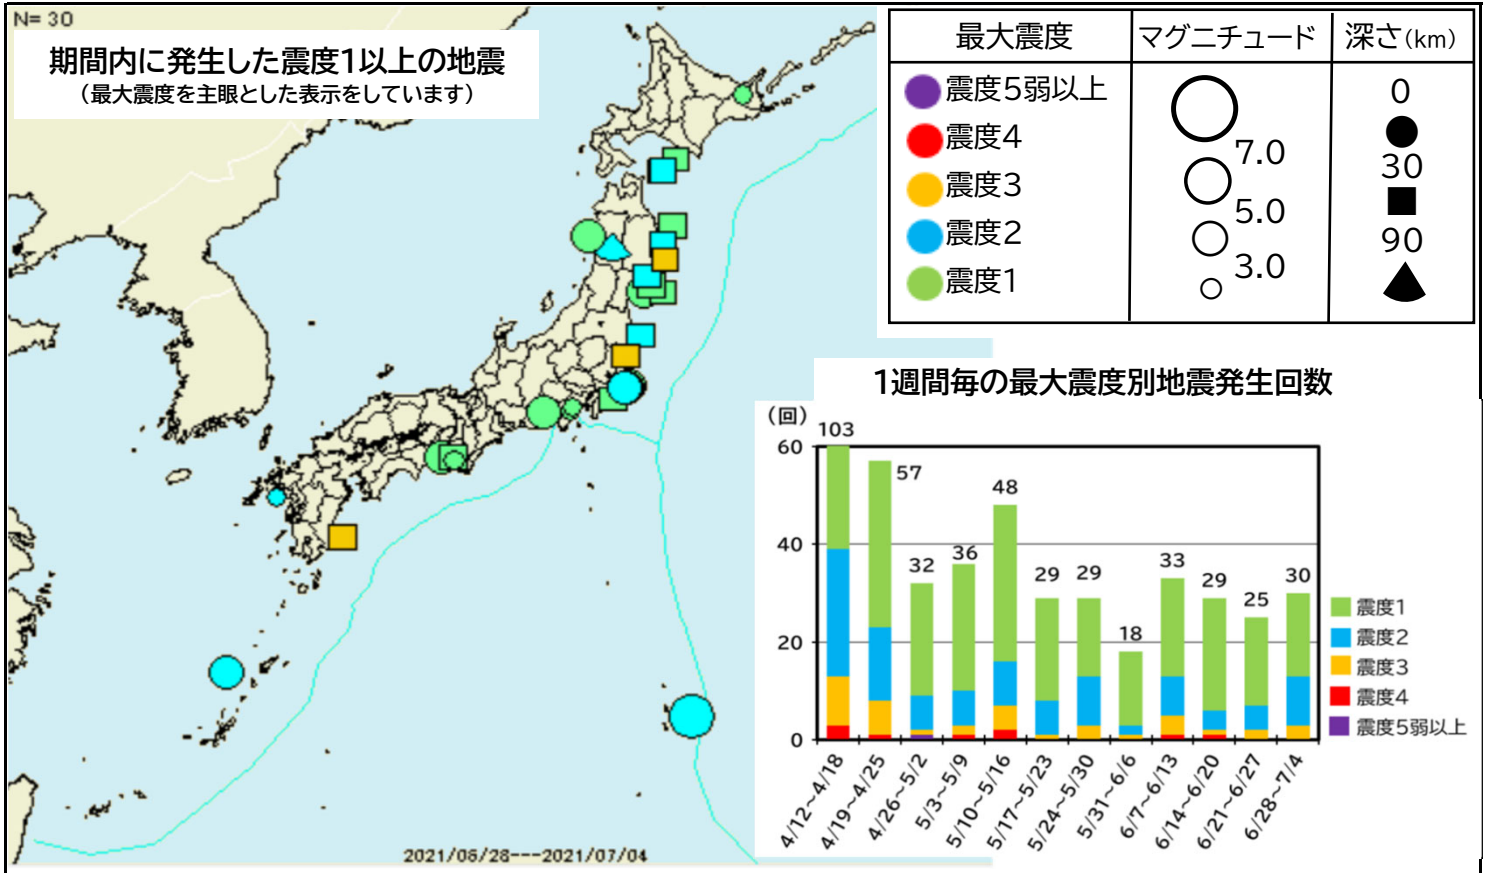 N= 30
期間内に発生した震度1以上の地震
(最大震度を主眼とした表示をしています)
2021/06/28---2021/07/04
最大震度 マグニチュード 深さ(km)
震度5弱以上
震度4
震度3
震度2
震度1
7.0
5.0
3.0
0
30
90
1週間毎の最大震度別地震発生回数
(回)
60
40
20
0
103
57
32
36
48
29
29
18
33
29
25
30
4/12~4/18
4/19~4/25
4/26~5/2
5/3~5/9
5/10~5/16
5/17~5/23
5/24~5/30
5/31~6/6
6/7~6/13
6/14~6/20
6/21~6/27
6/28~7/4
震度1
震度2
震度3
震度4
震度5弱以上